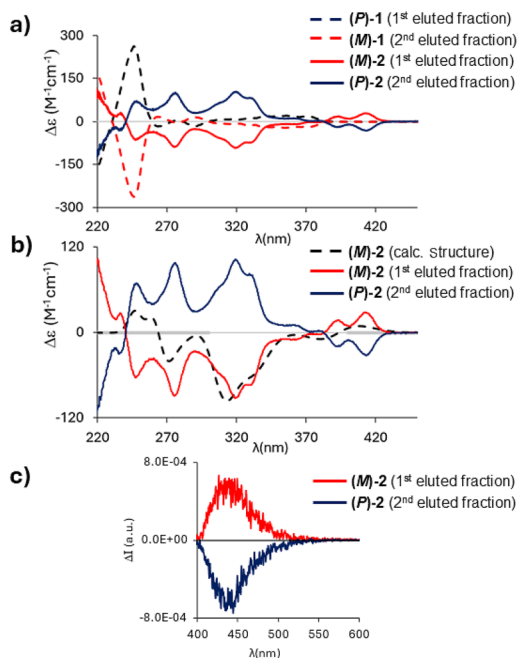 a)
(P)-1 (1st eluted fraction)
(M)-1 (2nd eluted fraction)
(M)-2 (1st eluted fraction)
(P)-2 (2nd eluted fraction)
Δε (M-1cm-1)
300
150
0
-150
-300
220 270 320 370 420
λ(nm)
b)
(M)-2 (calc. structure)
(M)-2 (1st eluted fraction)
(P)-2 (2nd eluted fraction)
Δε (M-1cm-1)
120
0
-120
220 270 320 370 420
λ(nm)
c)
(M)-2 (1st eluted fraction)
(P)-2 (2nd eluted fraction)
ΔI (a.u.)
8.0E-04
0.0E+00
-8.0E-04
400 450 500 550 600
λ(nm)